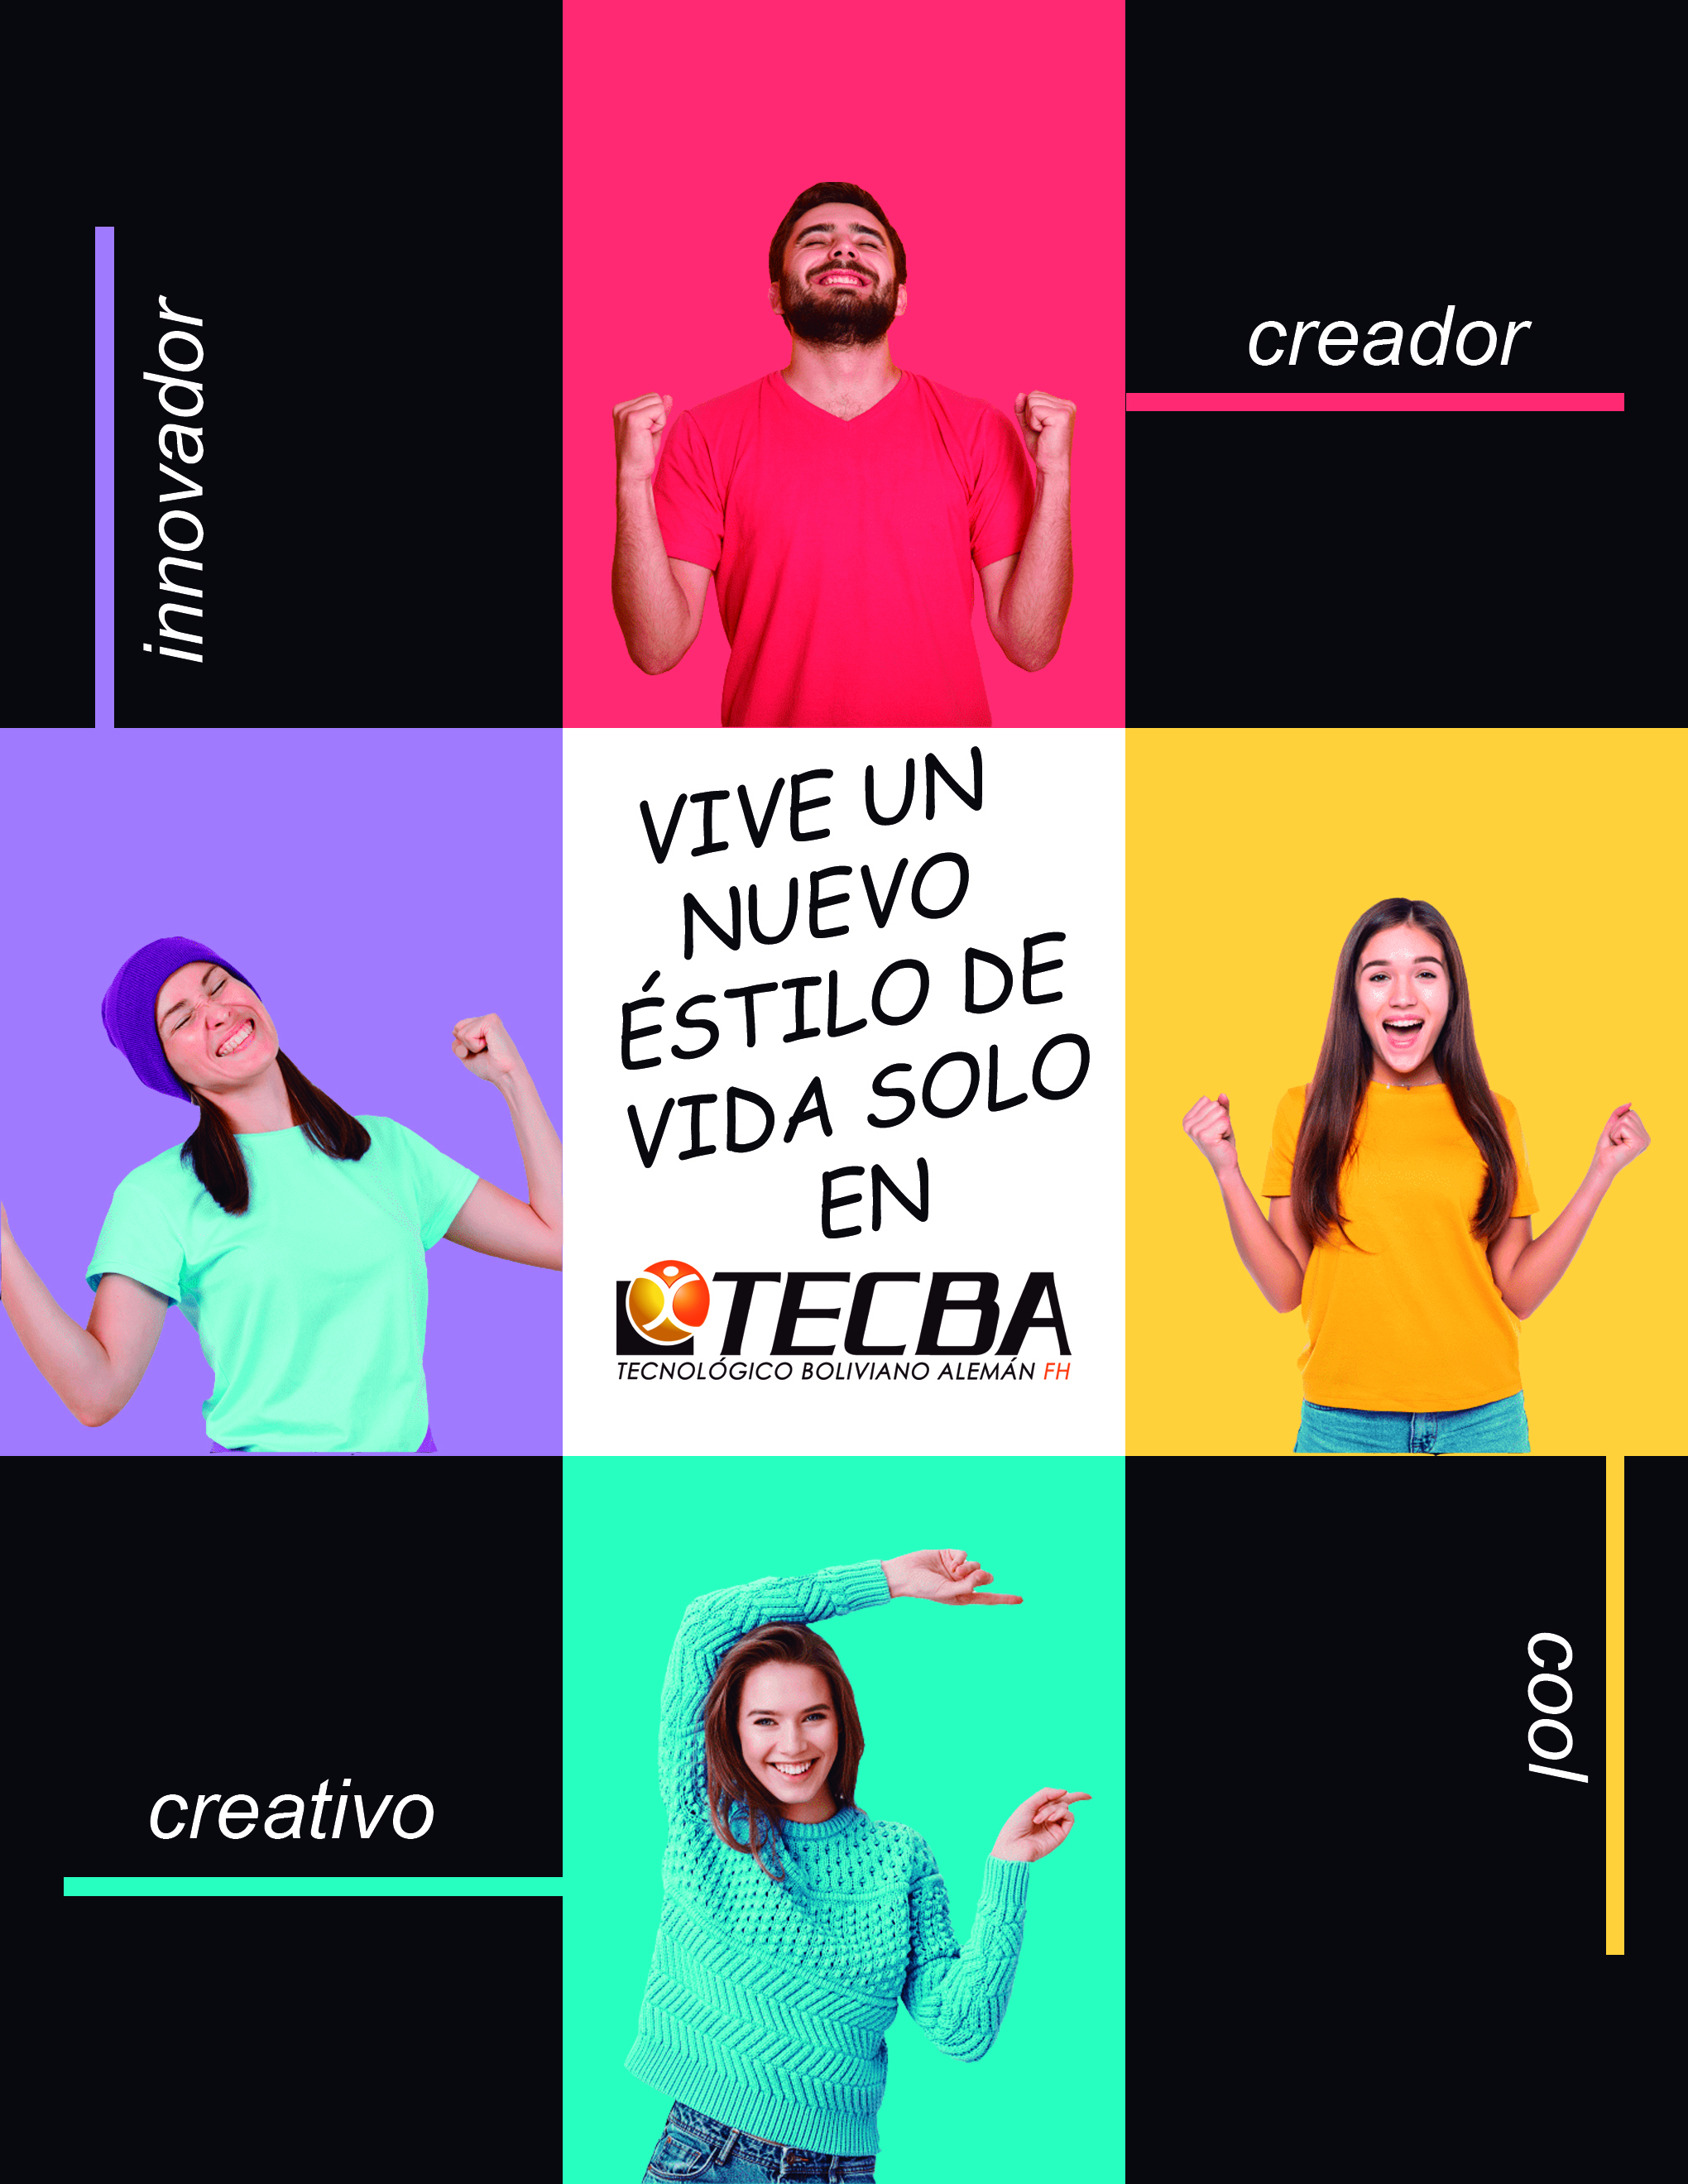 innovador
creador
VIVE UN
NUEVO
ÉSTILO DE
VIDA SOLO
EN
TECBA
TECNOLÓGICO BOLIVIANO ALEMÁN FH
creativo
cool